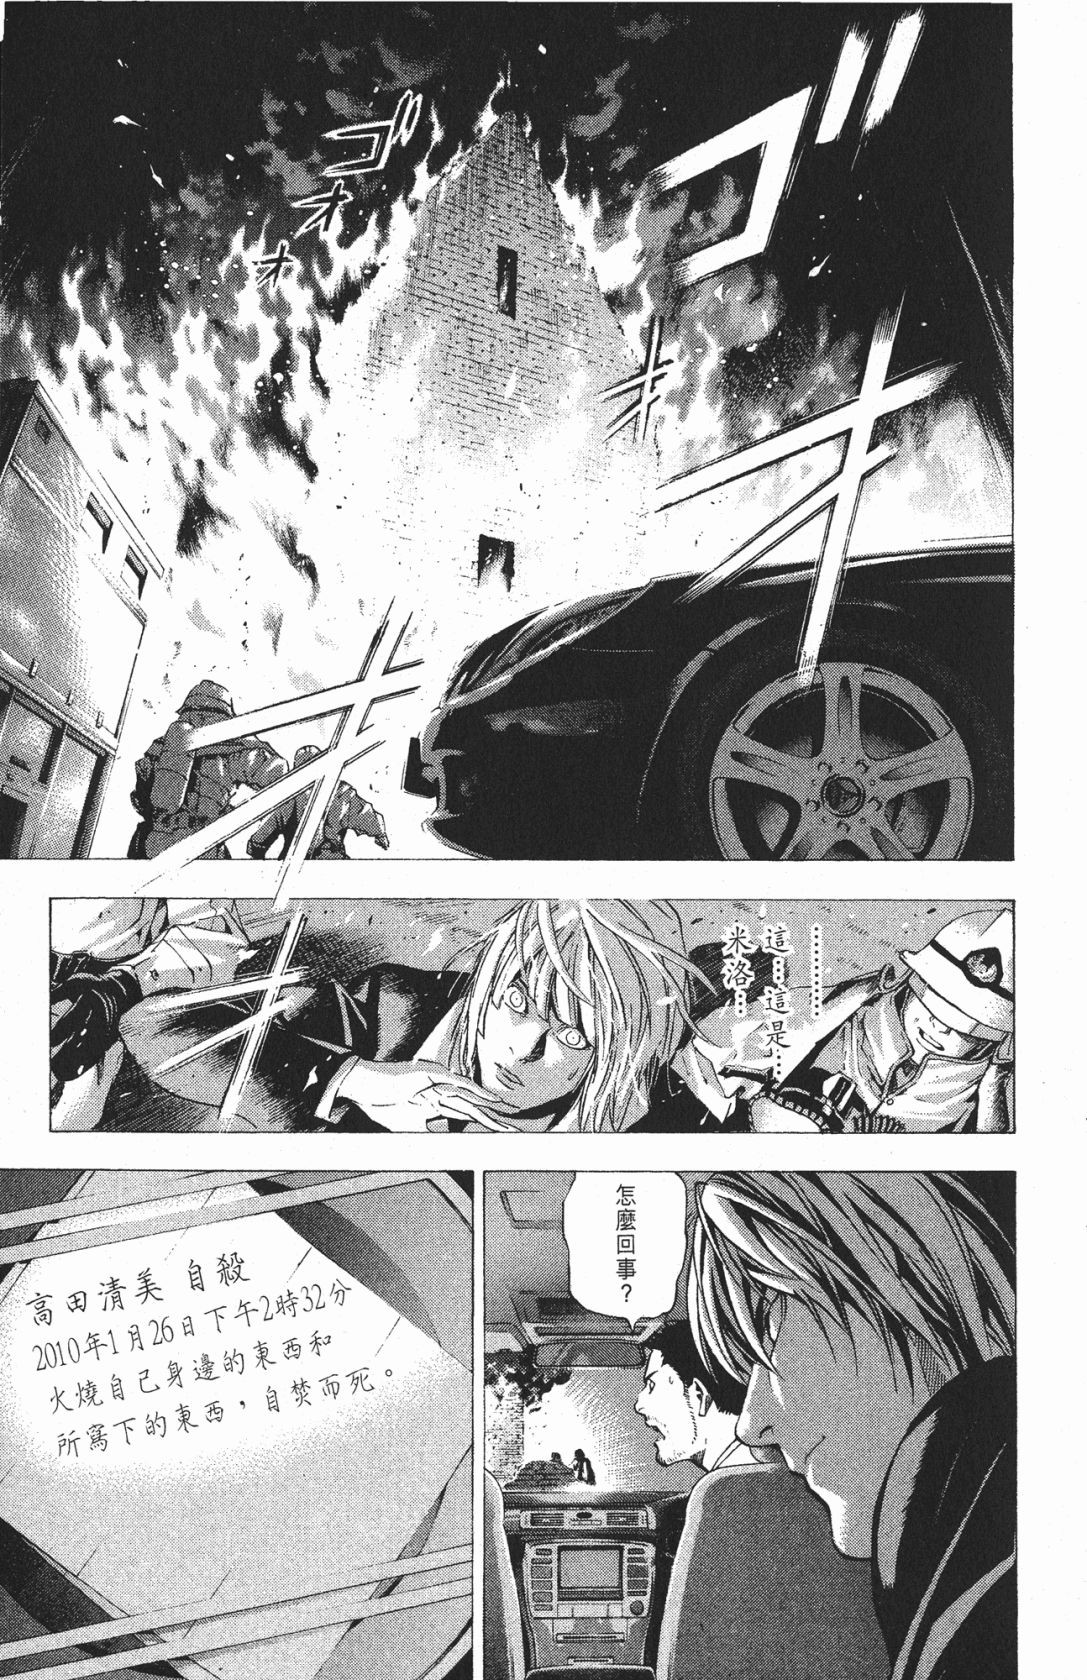 ゴオオ
ゴオオオ
………
這…這是…
米洛…
怎麼回事？
高田清美 自殺
2010年1月26日下午2時32分
火燒自己身邊的東西和
所寫下的東西，自焚而死。